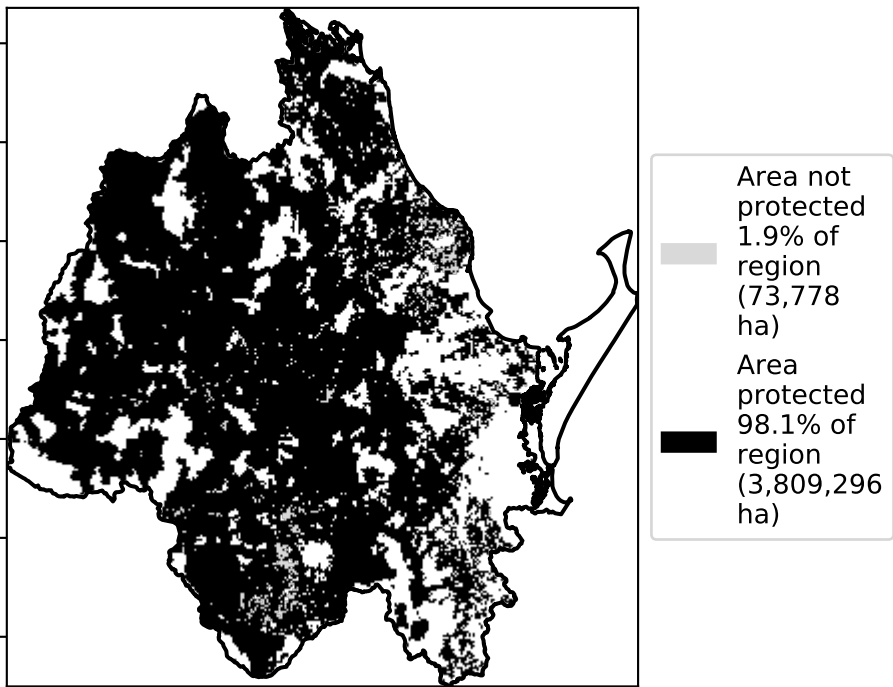 Area not
protected
1.9% of
region
(73,778
ha)
Area
protected
98.1% of
region
(3,809,296
ha)